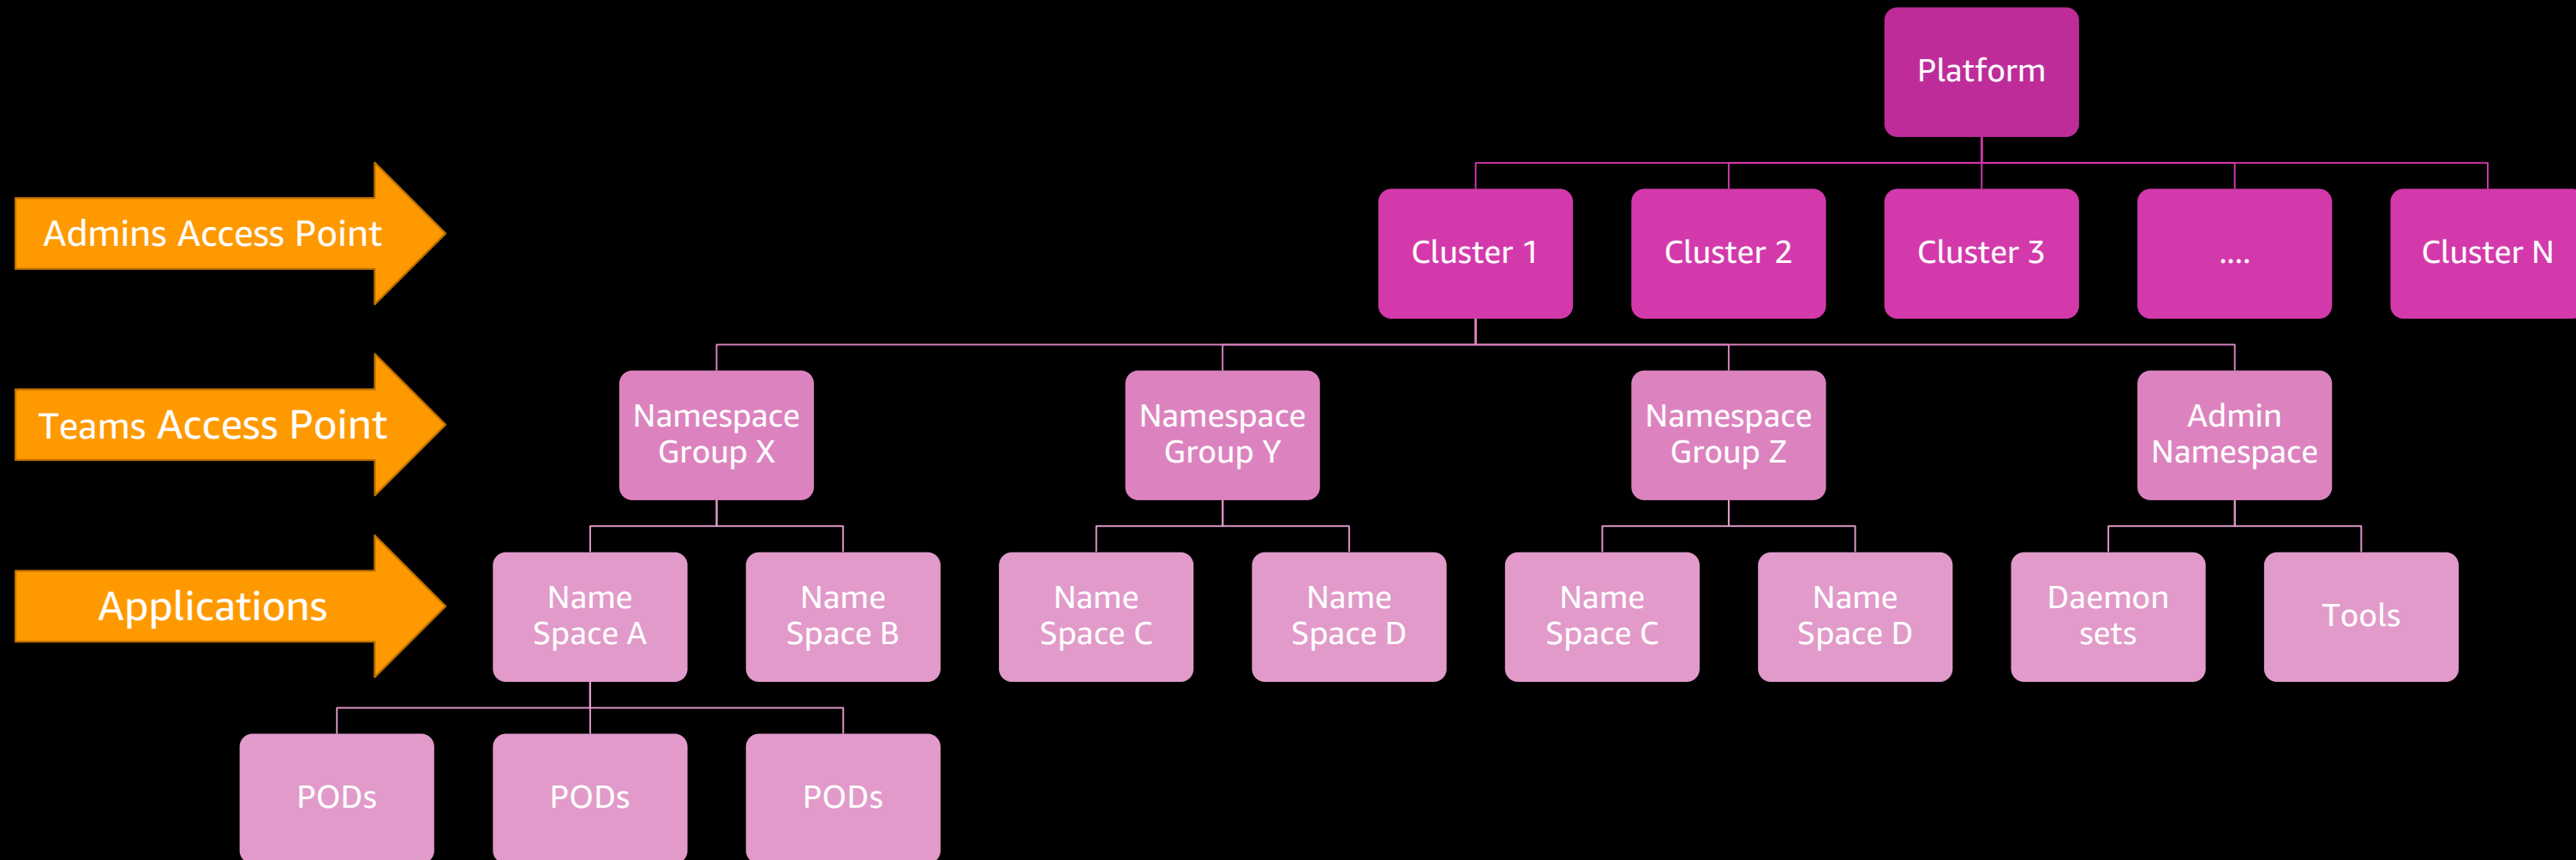 Platform
Admins Access Point
Cluster 1
Cluster 2
Cluster 3
....
Cluster N
Teams Access Point
Namespace
Group X
Namespace
Group Y
Namespace
Group Z
Admin
Namespace
Applications
Name
Space A
Name
Space B
Name
Space C
Name
Space D
Name
Space C
Name
Space D
Daemon
sets
Tools
PODs
PODs
PODs